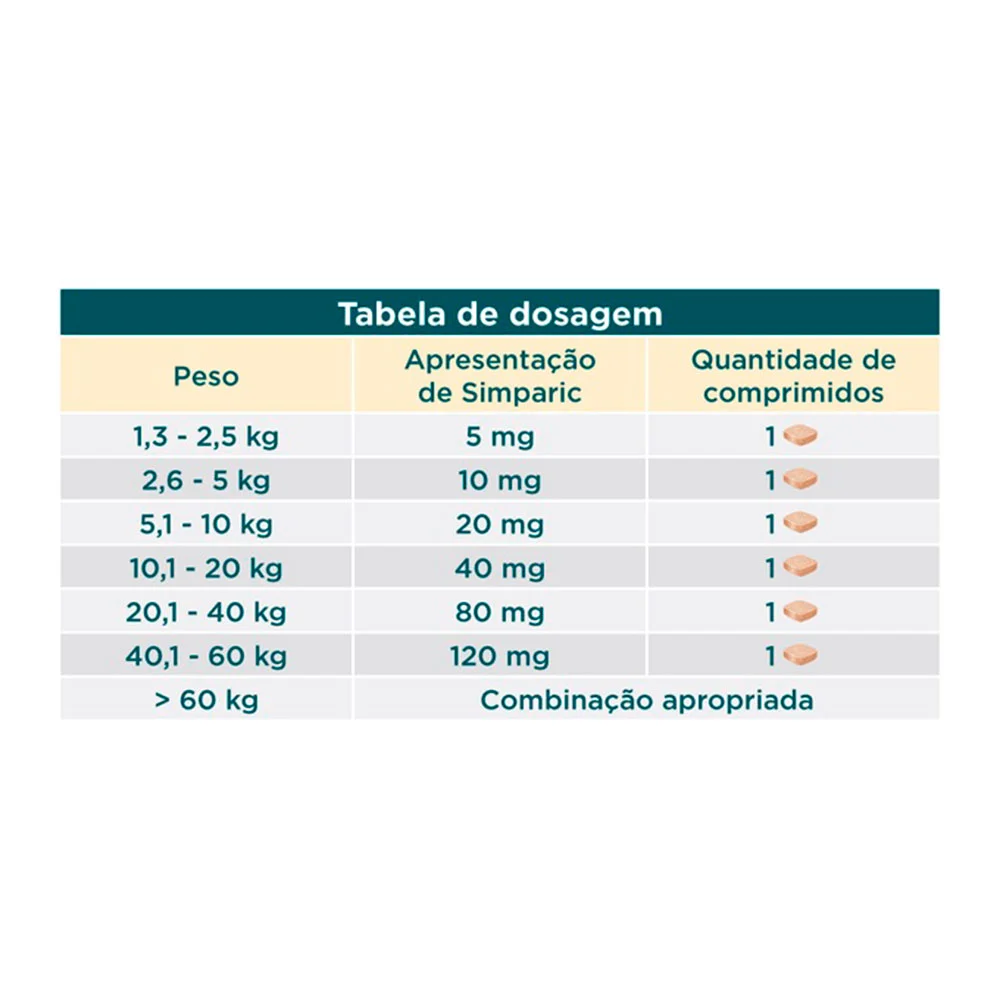 Tabela de dosagem
Peso
Apresentação
de Simparic
Quantidade de
comprimidos
1,3 - 2,5 kg
5 mg
1
2,6 - 5 kg
10 mg
1
5,1 - 10 kg
20 mg
1
10,1 - 20 kg
40 mg
1
20,1 - 40 kg
80 mg
1
40,1 - 60 kg
120 mg
1
> 60 kg
Combinação apropriada